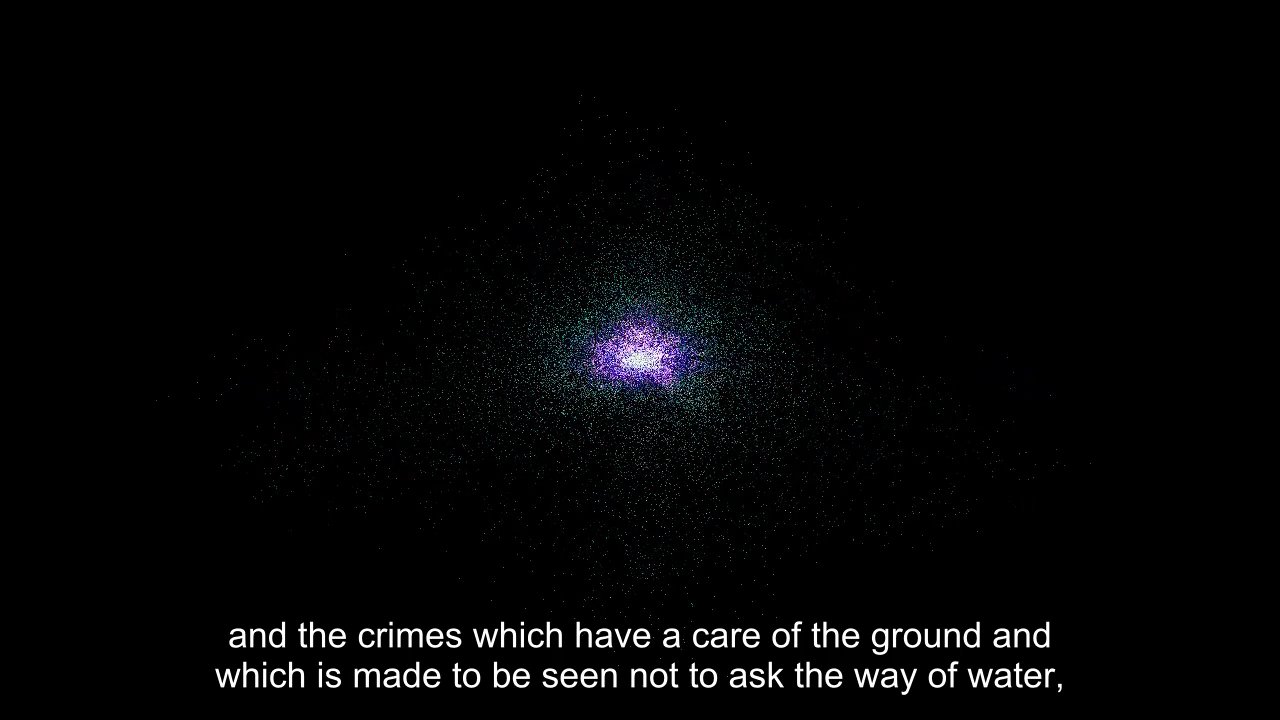 and the crimes which have a care of the ground and
which is made to be seen not to ask the way of water,